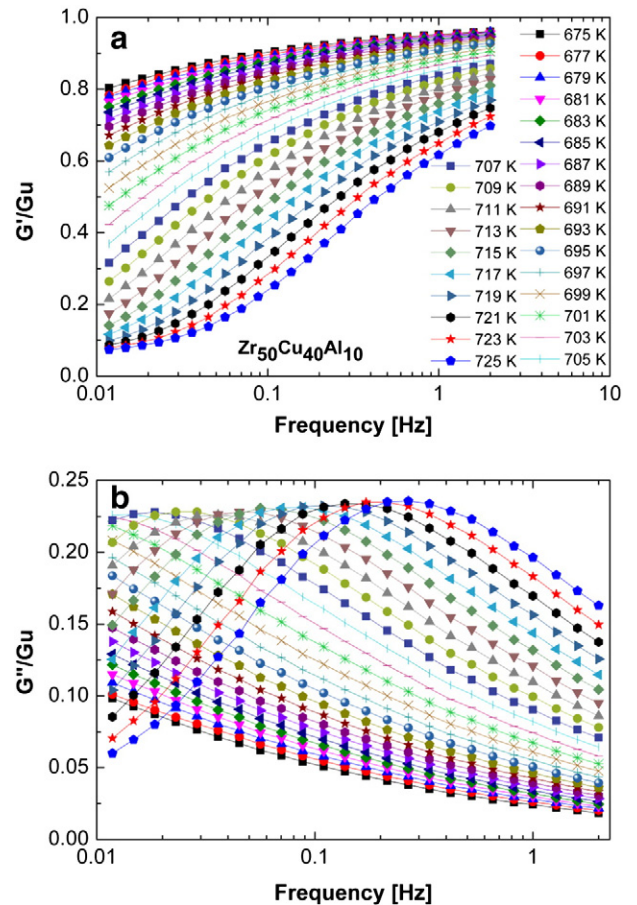 a
1.0
0.8
0.6
0.4
0.2
0.0
G'/Gu
0.01
0.1
1
10
Frequency [Hz]
Zr50Cu40Al10
707 K
709 K
711 K
713 K
715 K
717 K
719 K
721 K
723 K
725 K
675 K
677 K
679 K
681 K
683 K
685 K
687 K
689 K
691 K
693 K
695 K
697 K
699 K
701 K
703 K
705 K
b
0.25
0.20
0.15
0.10
0.05
0.00
G"/Gu
0.01
0.1
1
Frequency [Hz]